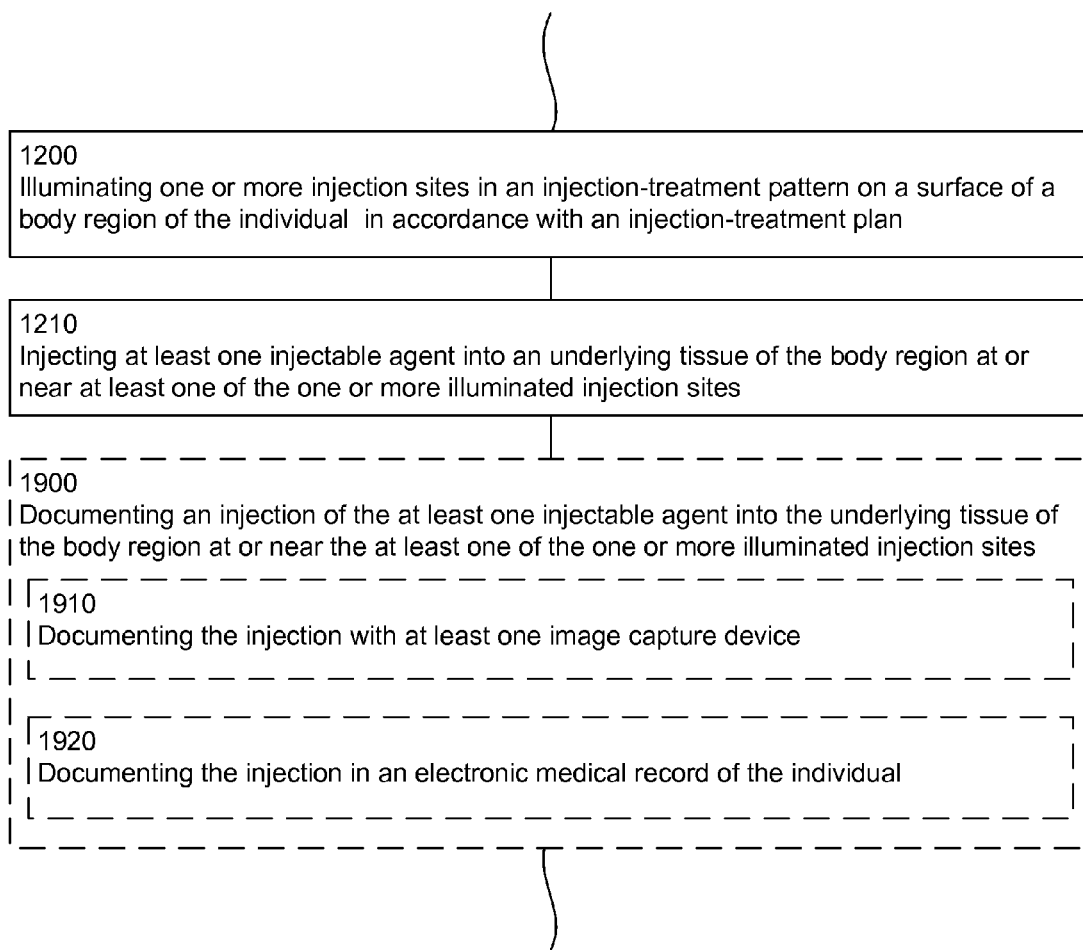 1200
Illuminating one or more injection sites in an injection-treatment pattern on a surface of a
body region of the individual in accordance with an injection-treatment plan
1210
Injecting at least one injectable agent into an underlying tissue of the body region at or
near at least one of the one or more illuminated injection sites
1900
Documenting an injection of the at least one injectable agent into the underlying tissue of
the body region at or near the at least one of the one or more illuminated injection sites
1910
Documenting the injection with at least one image capture device
1920
Documenting the injection in an electronic medical record of the individual